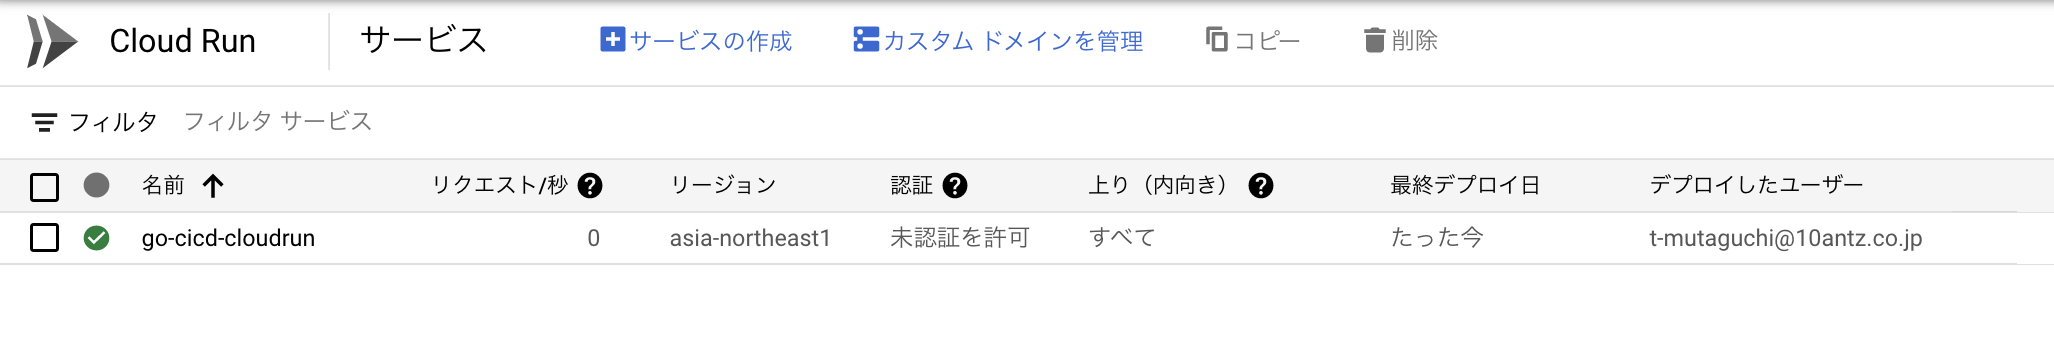 Cloud Run サービス サービスの作成 カスタム ドメインを管理 コピー 削除
フィルタ フィルタ サービス
名前 リクエスト/秒 リージョン 認証 上り（内向き） 最終デプロイ日 デプロイしたユーザー
go-cicd-cloudrun 0 asia-northeast1 未認証を許可 すべて たった今 t-mutaguchi@10antz.co.jp